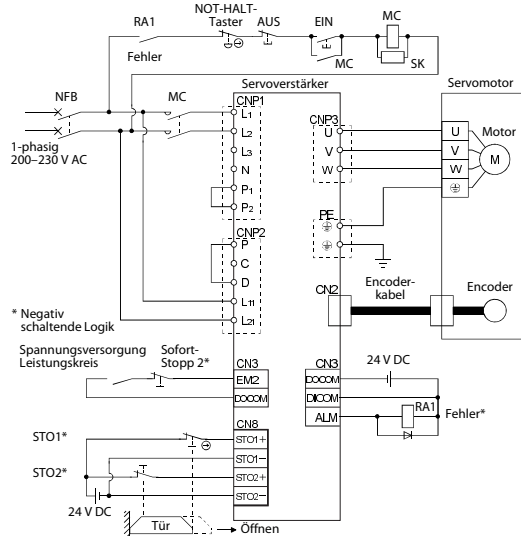 NOT-HALT-
Taster
RA1
AUS
EIN
MC
Fehler
MC
SK
Servoverstärker
Servomotor
NFB
MC
CNP1
L1
L2
L3
N
P1
P2
CNP3
U
V
W
U
V
W
Motor
M
1-phasig
200–230 V AC
PE
CNP2
P
C
D
L11
L21
CN2
Encoder-
kabel
Encoder
* Negativ
schaltende Logik
Spannungsversorgung
Leistungskreis
Sofort-
Stopp 2*
CN3
EM2
DOCOM
CN3
DOCOM
DICOM
ALM
24 V DC
RA1
Fehler*
CN8
STO1+
STO1−
STO2+
STO2−
STO1*
STO2*
24 V DC
Tür
Öffnen